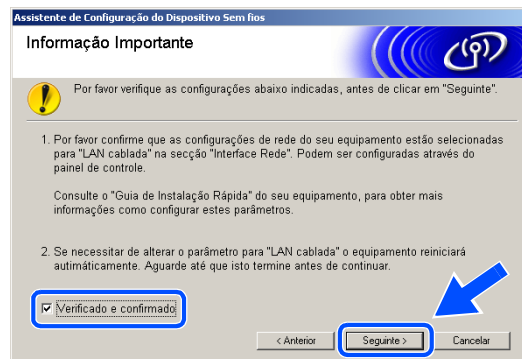 Assistente de Configuração do Dispositivo Sem fios
Informação Importante
Por favor verifique as configurações abaixo indicadas, antes de clicar em "Seguinte".
1. Por favor confirme que as configurações de rede do seu equipamento estão selecionadas
para "LAN cablada" na secção "Interface Rede". Podem ser configuradas através do
painel de controle.
Consulte o "Guia de Instalação Rápida" do seu equipamento, para obter mais
informações como configurar estes parâmetros.
2. Se necessitar de alterar o parâmetro para "LAN cablada" o equipamento reiniciará
autimáticamente. Aguarde até que isto termine antes de continuar.
Verificado e confirmado
< Anterior
Seguinte >
Cancelar